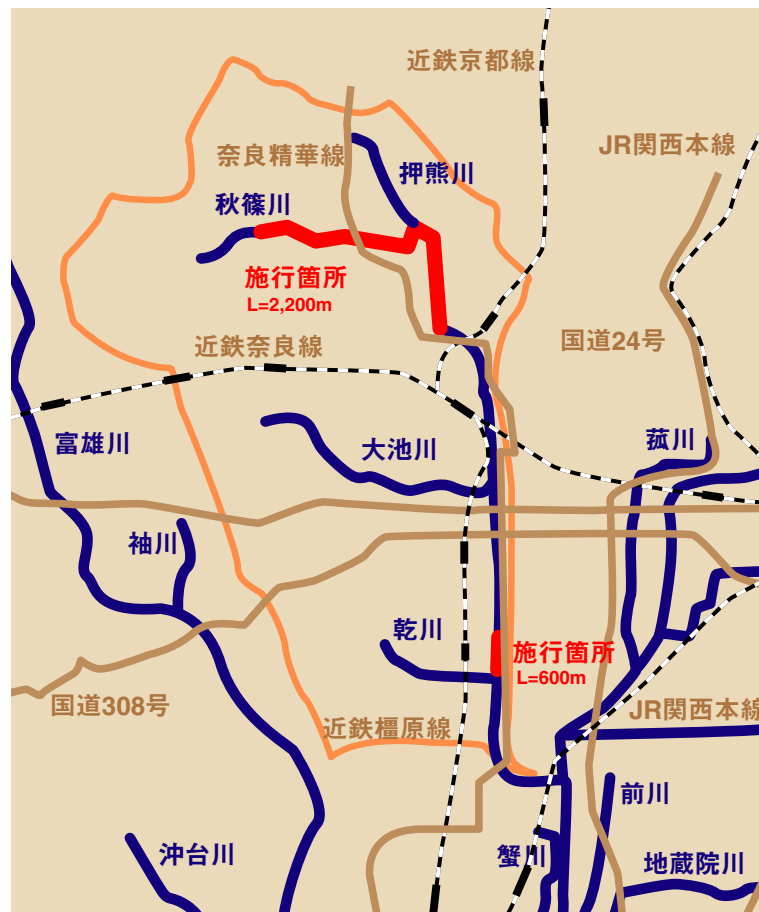 近鉄京都線
奈良精華線
JR関西本線
押熊川
秋篠川
施行箇所
L=2,200m
近鉄奈良線
国道24号
富雄川
大池川
菰川
袖川
乾川
施行箇所
L=600m
国道308号
近鉄橿原線
JR関西本線
前川
沖台川
蟹川
地蔵院川